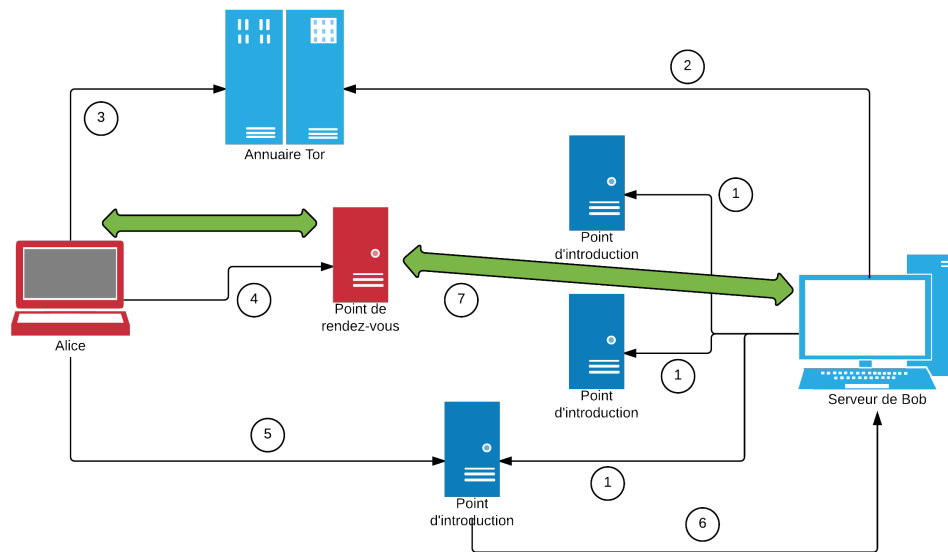 2
3
Annuaire Tor
1
Point
d'introduction
4
Point de
rendez-vous
7
Alice
1
Point
d'introduction
Serveur de Bob
5
1
Point
d'introduction
6